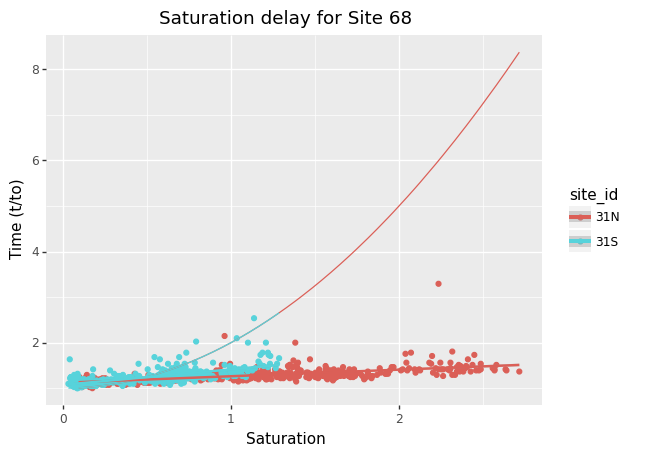 Saturation delay for Site 68
Time (t/to)
8
6
4
2
0
1
2
Saturation
site_id
31N
31S